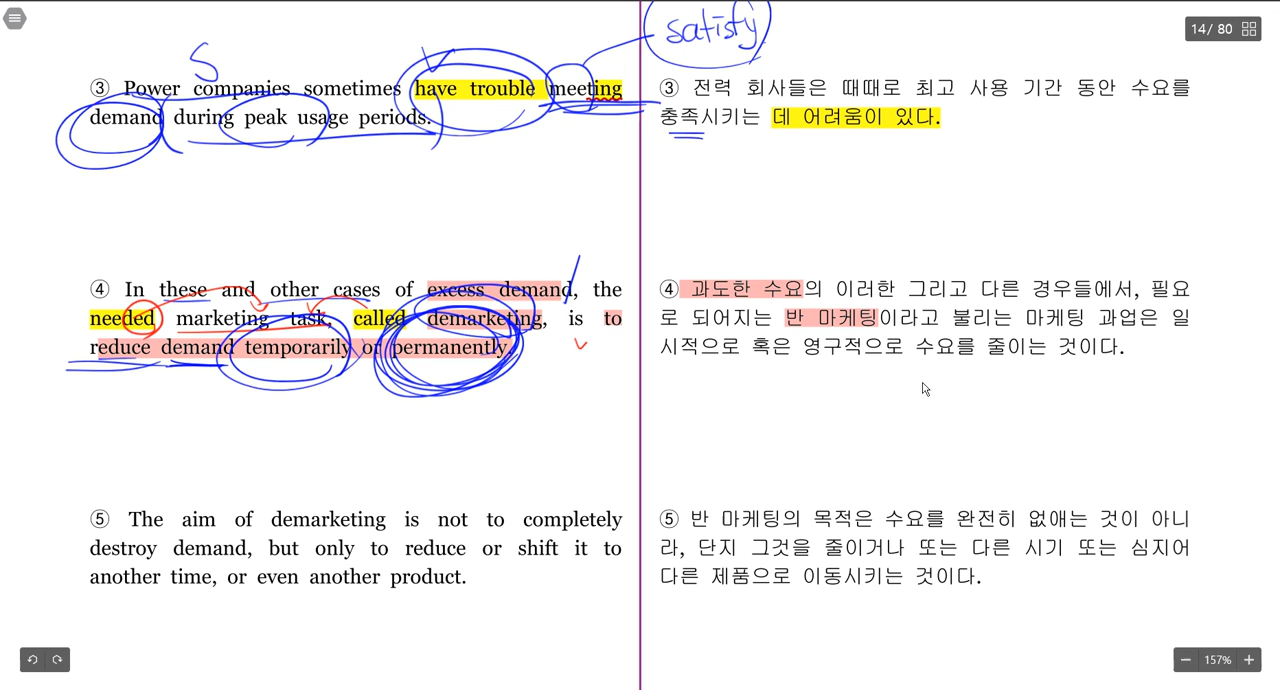 satisfy
14/ 80
S
③ Power companies sometimes have trouble meeting
demand during peak usage periods.
③ 전력 회사들은 때때로 최고 사용 기간 동안 수요를
충족시키는 데 어려움이 있다.
④ In these and other cases of excess demand, the
needed marketing task, called demarketing, is to
reduce demand temporarily or permanently.
④ 과도한 수요의 이러한 그리고 다른 경우들에서, 필요
로 되어지는 반 마케팅이라고 불리는 마케팅 과업은 일
시적으로 혹은 영구적으로 수요를 줄이는 것이다.
⑤ The aim of demarketing is not to completely
destroy demand, but only to reduce or shift it to
another time, or even another product.
⑤ 반 마케팅의 목적은 수요를 완전히 없애는 것이 아니
라, 단지 그것을 줄이거나 또는 다른 시기 또는 심지어
다른 제품으로 이동시키는 것이다.
157%